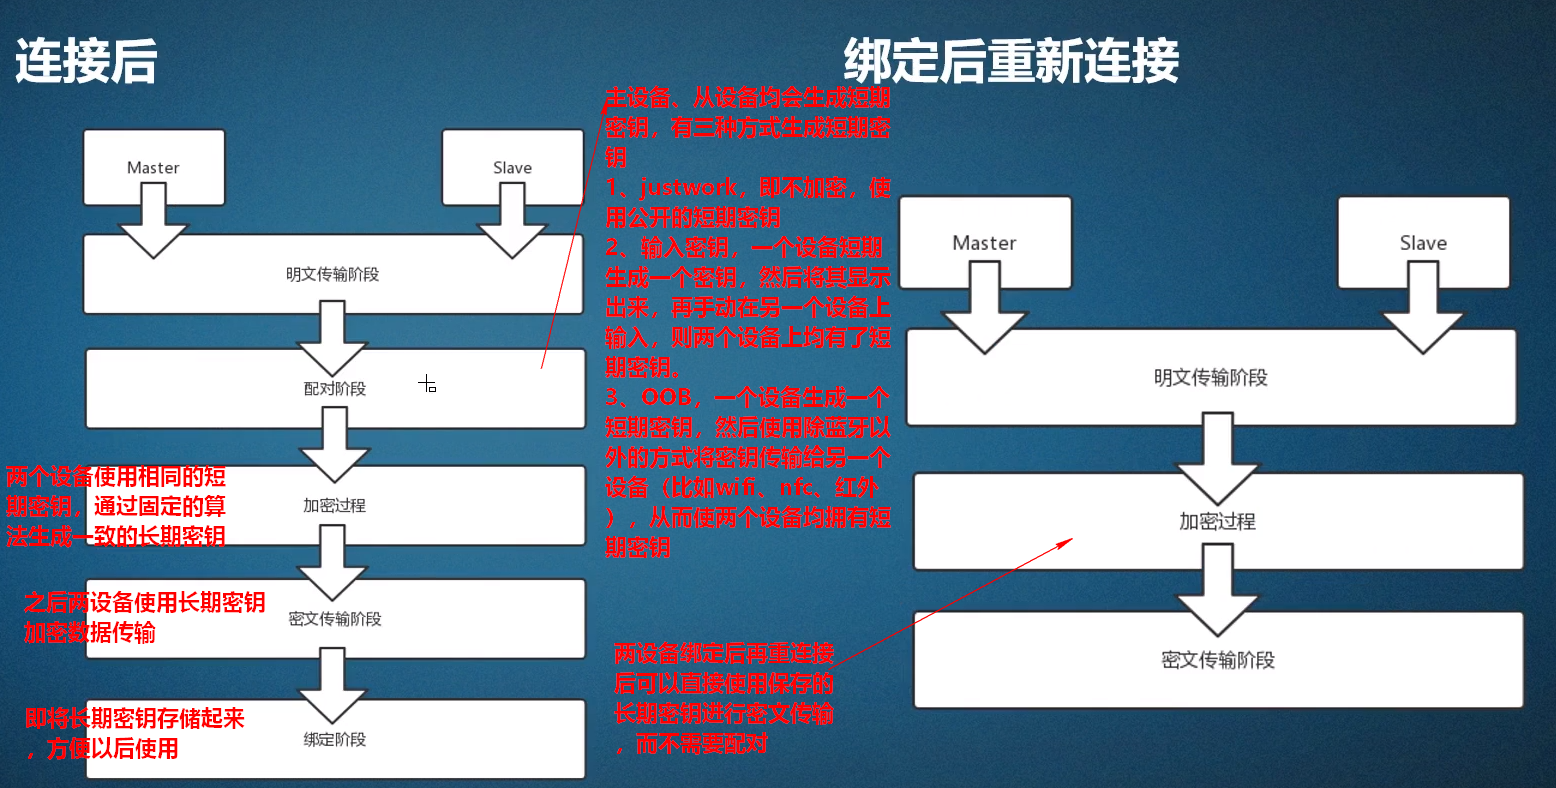 连接后
Master
Slave
明文传输阶段
配对阶段
加密过程
密文传输阶段
绑定阶段
两个设备使用相同的短
期密钥，通过固定的算
法生成一致的长期密钥
之后两设备使用长期密钥
加密数据传输
即将长期密钥存储起来
，方便以后使用
主设备、从设备均会生成短期
密钥，有三种方式生成短期密
钥
1、justwork，即不加密，使
用公开的短期密钥
2、输入密钥，一个设备短期
生成一个密钥，然后将其显示
出来，再手动在另一个设备上
输入，则两个设备上均有了短
期密钥。
3、OOB，一个设备生成一个
短期密钥，然后使用除蓝牙以
外的方式将密钥传输给另一个
设备（比如wifi、nfc、红外
），从而使两个设备均拥有短
期密钥
绑定后重新连接
Master
Slave
明文传输阶段
加密过程
密文传输阶段
两设备绑定后再重连接
后可以直接使用保存的
长期密钥进行密文传输
，而不需要配对